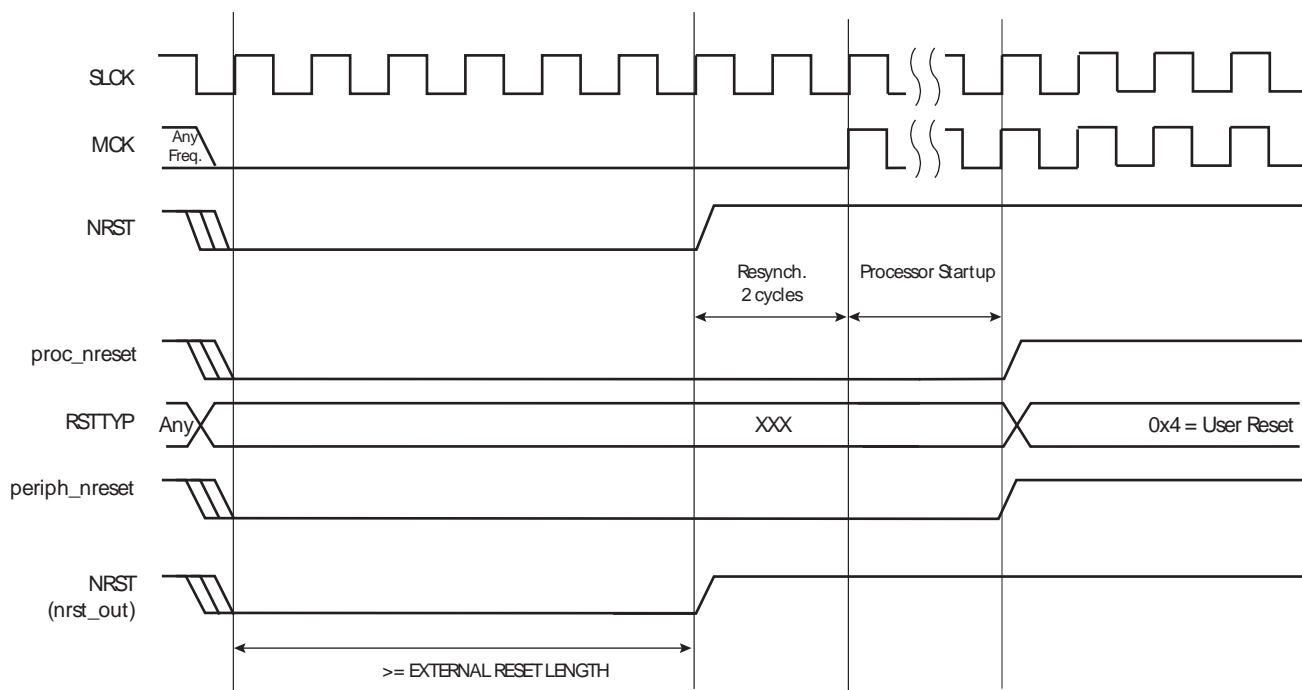 SLCK
MCK
Any
Freq.
NRST
Resynch.
2 cycles
Processor Startup
proc_nreset
RSTTYP
Any
XXX
0x4 = User Reset
periph_nreset
NRST
(nrst_out)
>= EXTERNAL RESET LENGTH